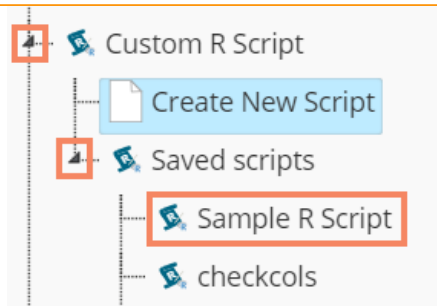 Custom R Script
Create New Script
Saved scripts
Sample R Script
checkcols